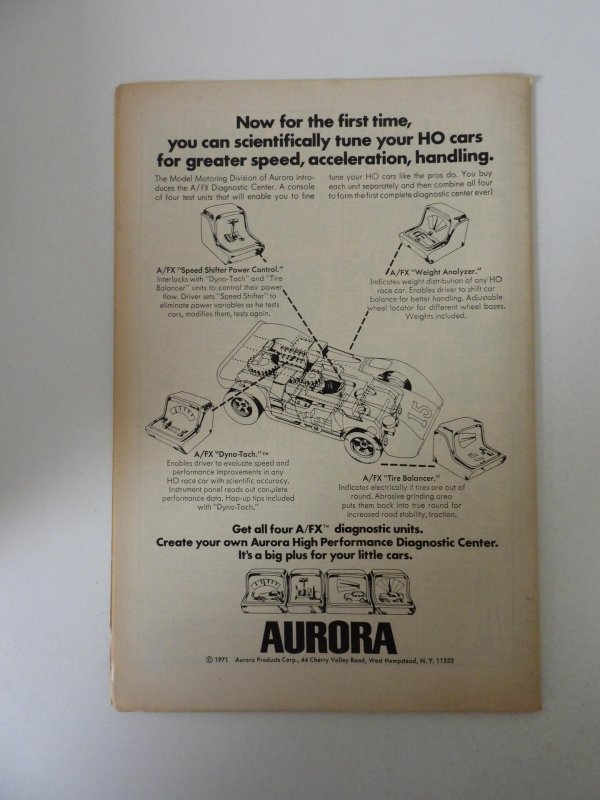 Now for the first time,
you can scientifically tune your HO cars
for greater speed, acceleration, handling.
The Model Motoring Division of Aurora intro-
duces the A/FX Diagnostic Center. A console
of four test units that will enable you to fine
tune your HO cars like the pros do. You buy
each unit separately and then combine all four
to form the first complete diagnostic center ever!
A/FX "Speed Shifter Power Control."
Interlocks with "Dyno-Tach" and "Tire
Balancer" units to control their power
flow. Driver sets "Speed Shifter" to
eliminate power variables as he tests
cars, modifies them, tests again.
A/FX "Weight Analyzer."
Indicates weight distribution of any HO
race car. Enables driver to shift car
balance for better handling. Adjustable
wheel locator for different wheel bases.
Weights included.
15
A/FX "Dyno-Tach."™
Enables driver to evaluate speed and
performance improvements in any
HO race car with scientific accuracy.
Instrument panel reads out complete
performance data. Hop-up tips included
with "Dyno-Tach."
A/FX "Tire Balancer."
Indicates electrically if tires are out of
round. Abrasive grinding area
puts them back into true round for
increased road stability, traction.
Get all four A/FX™ diagnostic units.
Create your own Aurora High Performance Diagnostic Center.
It's a big plus for your little cars.
AURORA
© 1971 Aurora Products Corp., 44 Cherry Valley Road, West Hempstead, N. Y. 11552